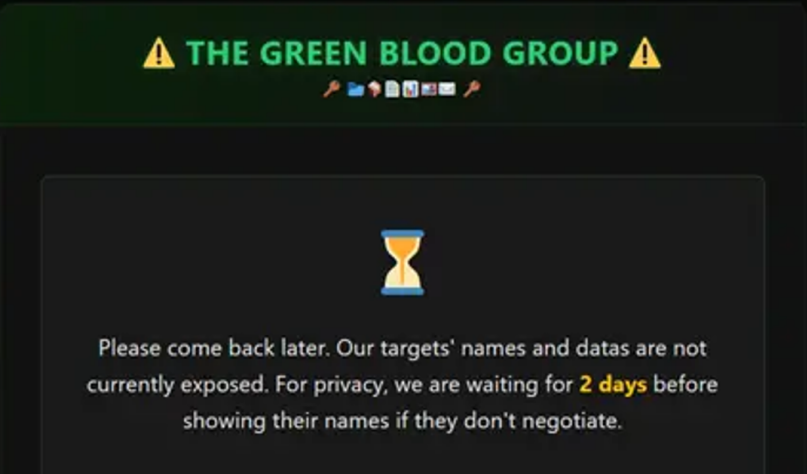 THE GREEN BLOOD GROUP
Please come back later. Our targets' names and datas are not
currently exposed. For privacy, we are waiting for 2 days before
showing their names if they don't negotiate.